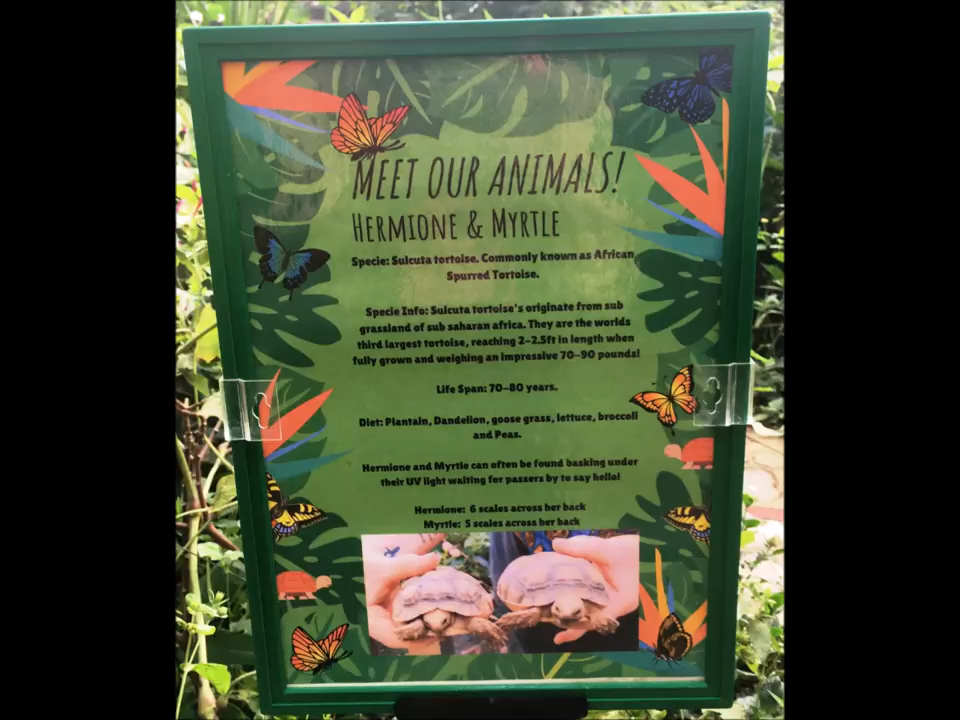 MEET OUR ANIMALS!
HERMIONE & MYRTLE
Specie: Sulcuta tortoise. Commonly known as African
Spurred Tortoise.
Specie Info: Sulcuta tortoise's originate from sub
grassland of sub saharan africa. They are the worlds
third largest tortoise, reaching 2-2.5ft in length when
fully grown and weighing an impressive 70-90 pounds!
Life Span: 70-80 years.
Diet: Plantain, Dandelion, goose grass, lettuce, broccoli
and Peas.
Hermione and Myrtle can often be found basking under
their UV light waiting for passers by to say hello!
Hermione: 6 scales across her back
Myrtle: 5 scales across her back